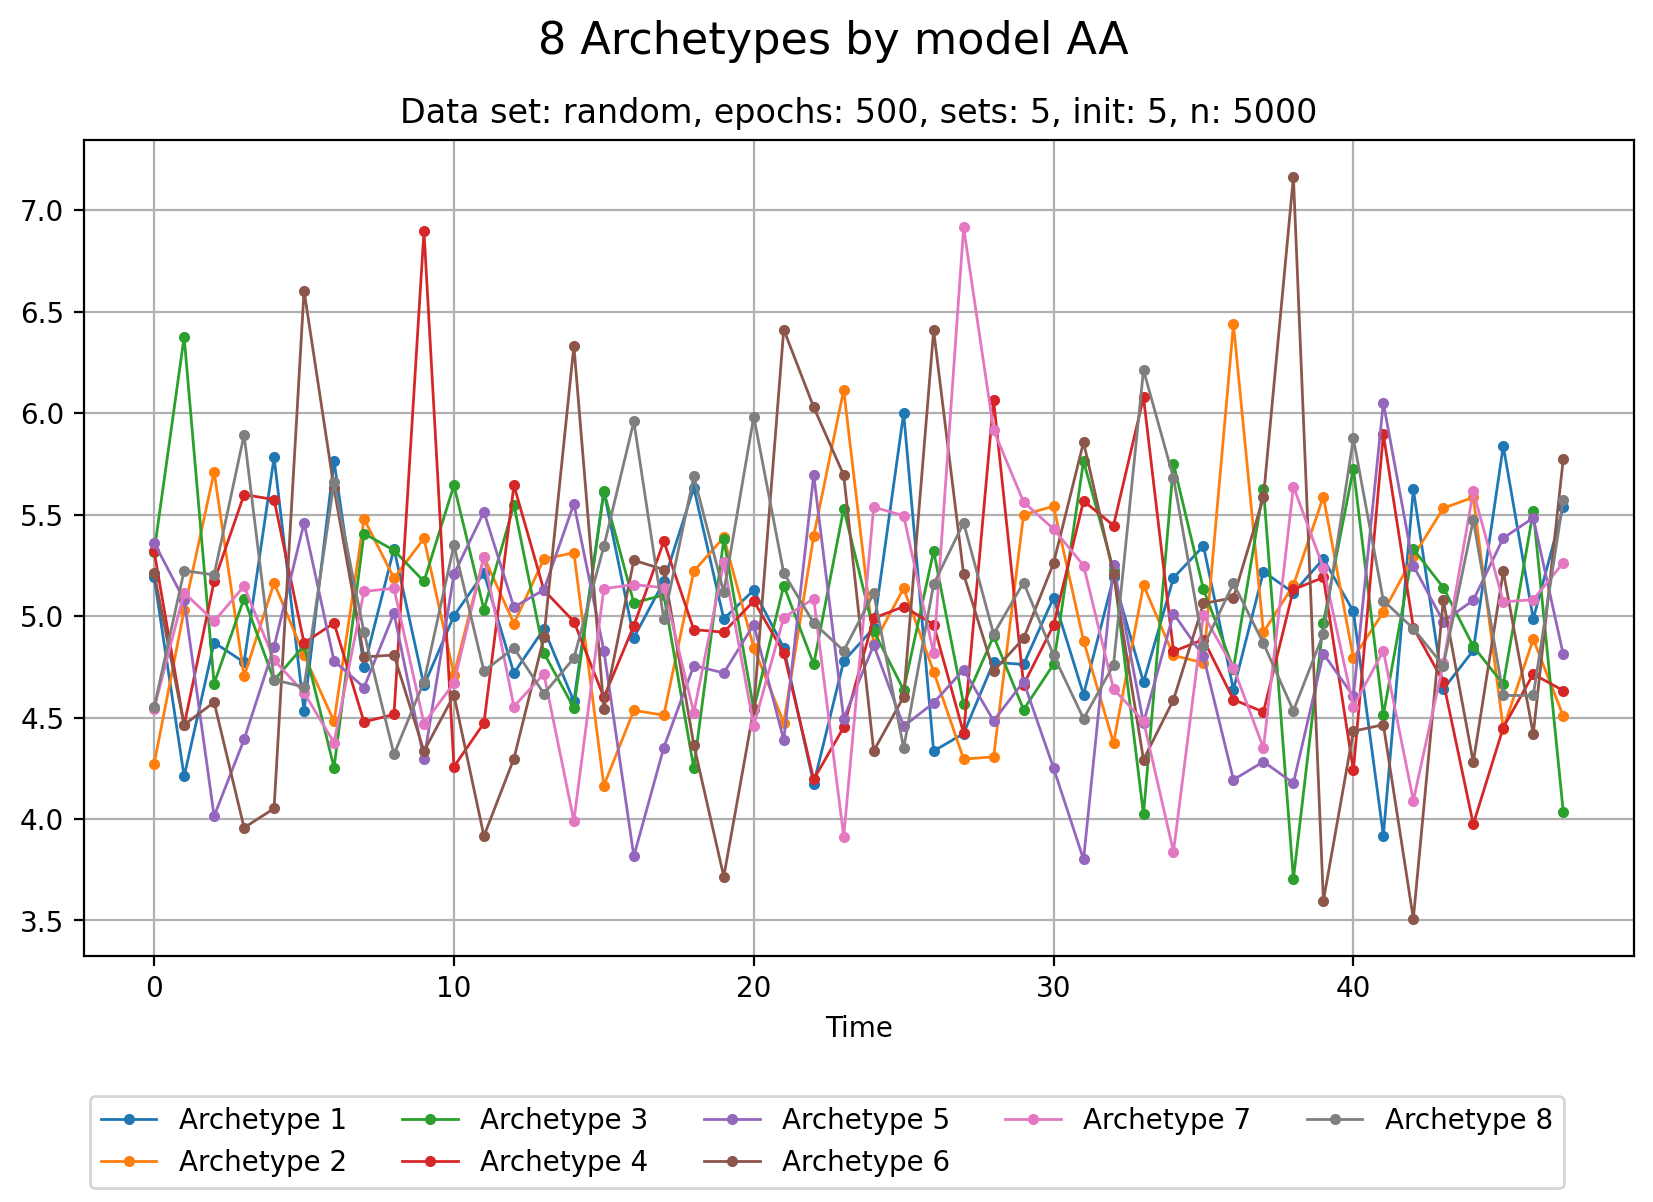 8 Archetypes by model AA
Data set: random, epochs: 500, sets: 5, init: 5, n: 5000
7.0
6.5
6.0
5.5
5.0
4.5
4.0
3.5
0 10 20 30 40
Time
Archetype 1 Archetype 3 Archetype 5 Archetype 7 Archetype 8
Archetype 2 Archetype 4 Archetype 6